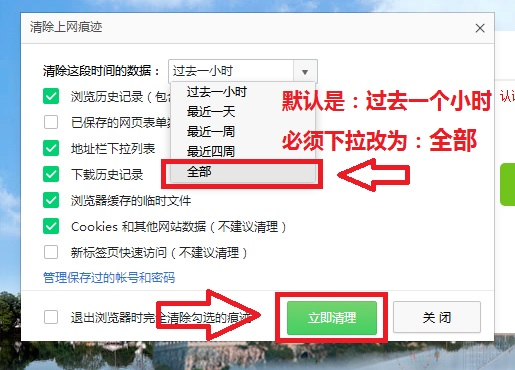 清除上网痕迹
清除这段时间的数据：
过去一小时
过去一小时
最近一天
最近一周
最近四周
全部
默认是：过去一个小时
必须下拉改为：全部
浏览历史记录（包
已保存的网页表单
地址栏下拉列表
下载历史记录
浏览器缓存的临时文件
Cookies 和其他网站数据（不建议清理）
新标签页快速访问（不建议清理）
管理保存过的帐号和密码
退出浏览器时完全清除勾选的痕迹
立即清理
关 闭